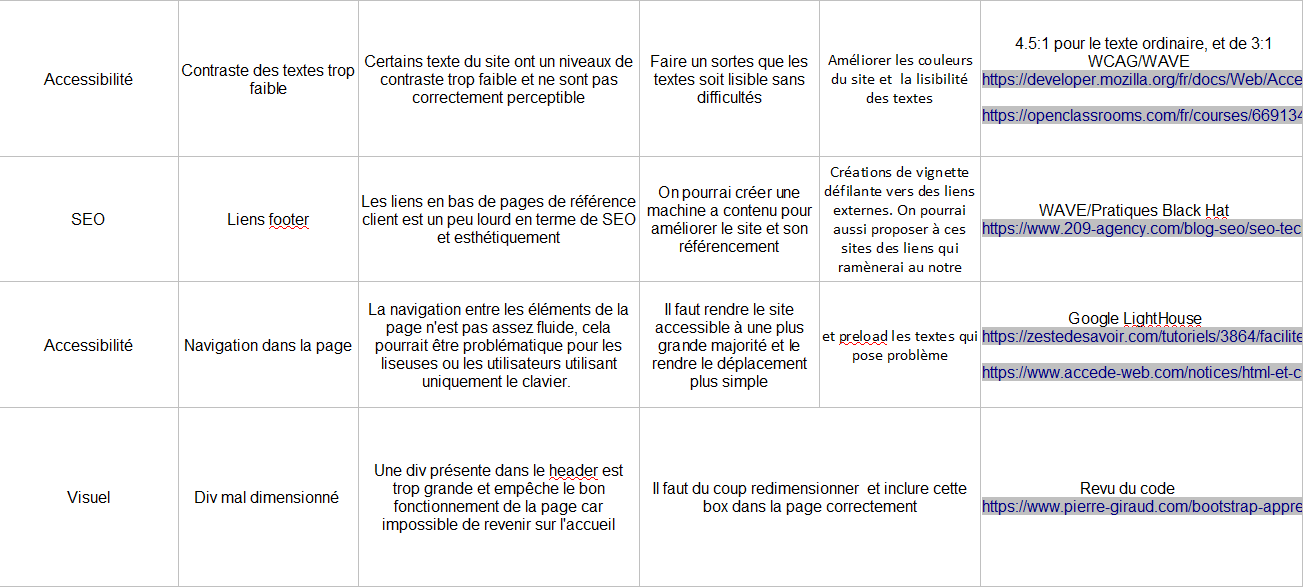 Accessibilité
Contraste des textes trop
faible
Certains texte du site ont un niveaux de
contraste trop faible et ne sont pas
correctement perceptible
Faire un sortes que les
textes soit lisible sans
difficultés
Améliorer les couleurs
du site et la lisibilité
des textes
4.5:1 pour le texte ordinaire, et de 3:1
WCAG/WAVE
https://developer.mozilla.org/fr/docs/Web/Acce
https://openclassrooms.com/fr/courses/669134
SEO
Liens footer
Les liens en bas de pages de référence
client est un peu lourd en terme de SEO
et esthétiquement
On pourrai créer une
machine a contenu pour
améliorer le site et son
référencement
Créations de vignette
défilante vers des liens
externes. On pourrai
aussi proposer à ces
sites des liens qui
ramènerai au notre
WAVE/Pratiques Black Hat
https://www.209-agency.com/blog-seo/seo-tec
Accessibilité
Navigation dans la page
La navigation entre les éléments de la
page n'est pas assez fluide, cela
pourrait être problématique pour les
liseuses ou les utilisateurs utilisant
uniquement le clavier.
Il faut rendre le site
accessible à une plus
grande majorité et le
rendre le déplacement
plus simple
et preload les textes qui
pose problème
Google LightHouse
https://zestedesavoir.com/tutoriels/3864/facilite
https://www.accede-web.com/notices/html-et-c
Visuel
Div mal dimensionné
Une div présente dans le header est
trop grande et empêche le bon
fonctionnement de la page car
impossible de revenir sur l'accueil
Il faut du coup redimensionner et inclure cette
box dans la page correctement
Revu du code
https://www.pierre-giraud.com/bootstrap-appre